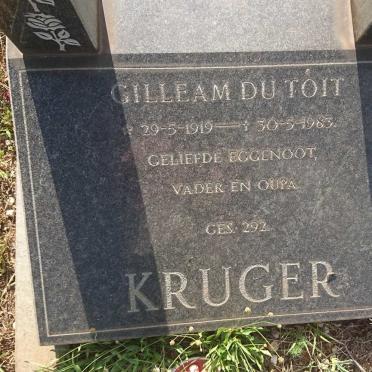 GILLEAM DU TOIT
* 29-5-1919 — † 30-5-1983.
GELIEFDE EGGENOOT,
VADER EN OUPA.
GES. 292.
KRUGER